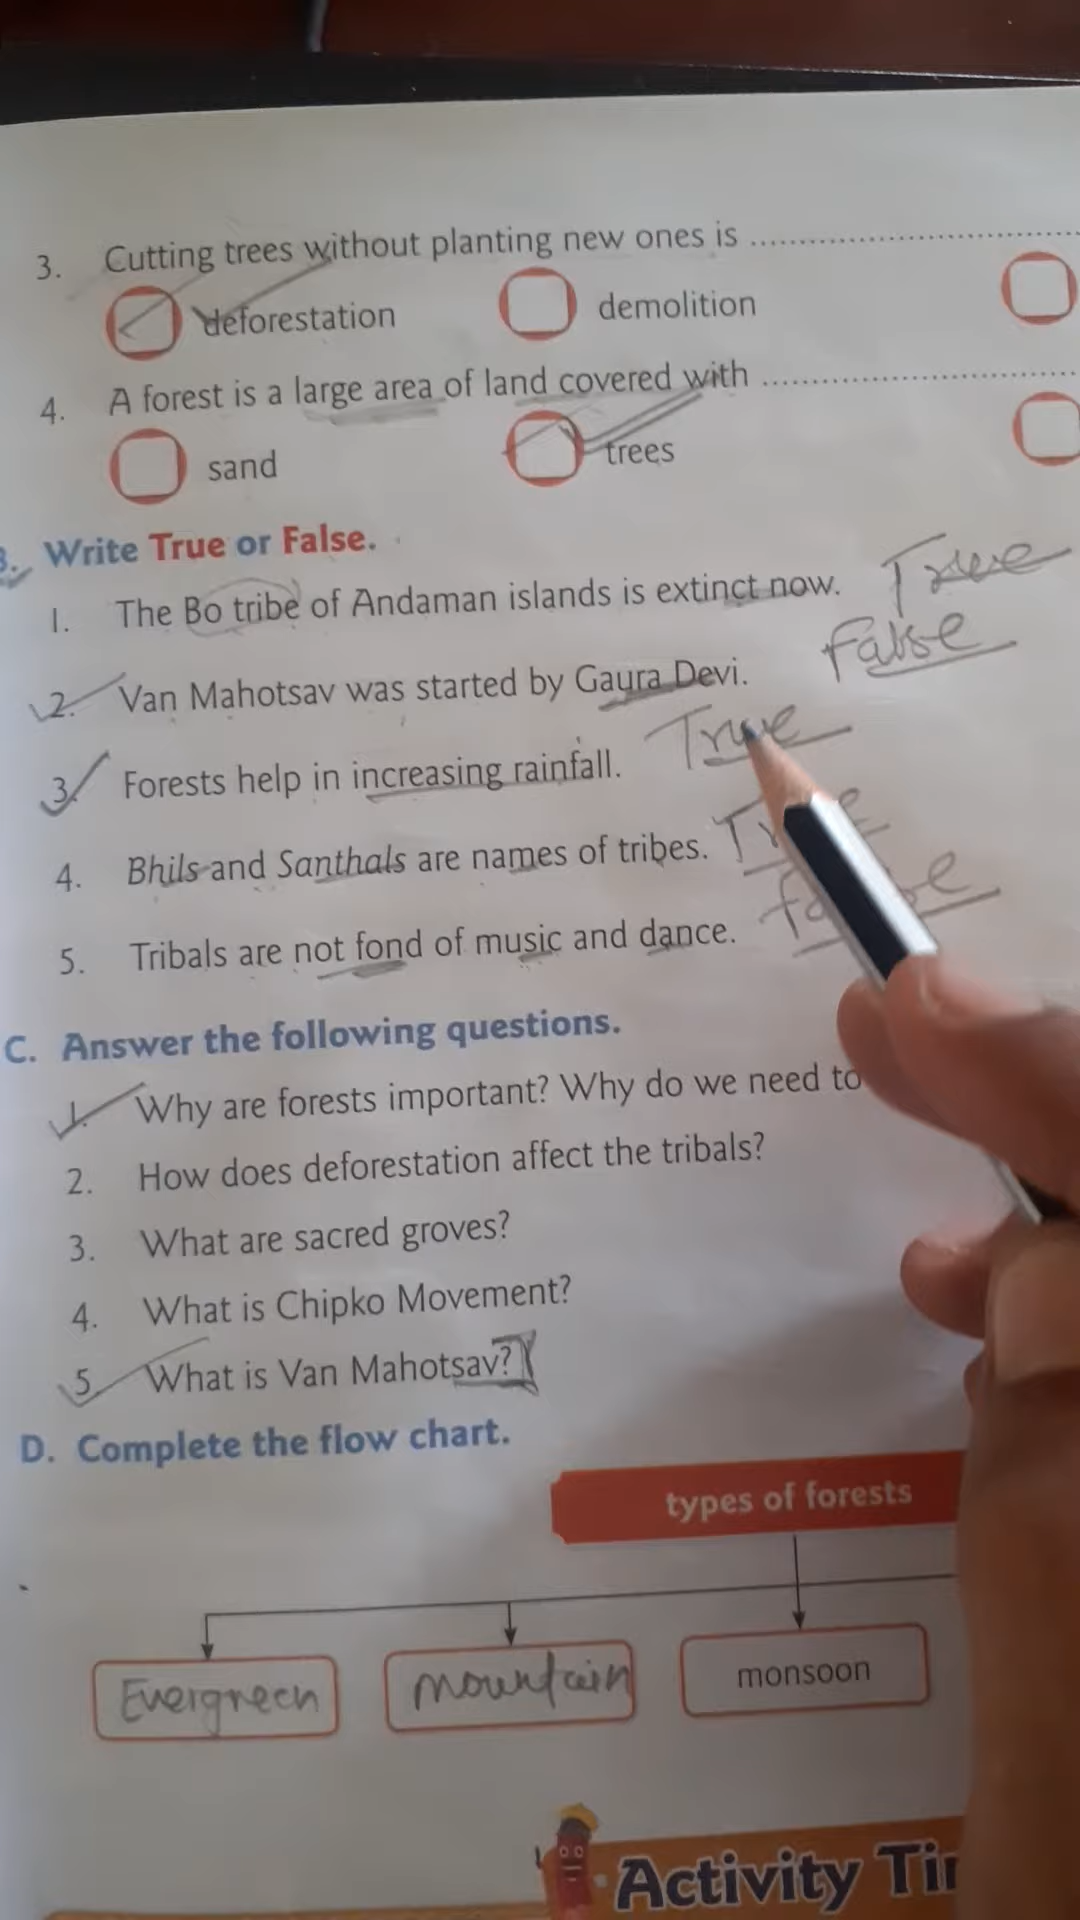 3. Cutting trees without planting new ones is ..............................
deforestation demolition
4. A forest is a large area of land covered with ..............................
sand trees
B. Write True or False.
1. The Bo tribe of Andaman islands is extinct now. True
2. Van Mahotsav was started by Gaura Devi. False
3. Forests help in increasing rainfall. True
4. Bhils and Santhals are names of tribes.
5. Tribals are not fond of music and dance.
C. Answer the following questions.
1. Why are forests important? Why do we need to
2. How does deforestation affect the tribals?
3. What are sacred groves?
4. What is Chipko Movement?
5. What is Van Mahotsav?
D. Complete the flow chart.
types of forests
Evergreen mountain monsoon
Activity